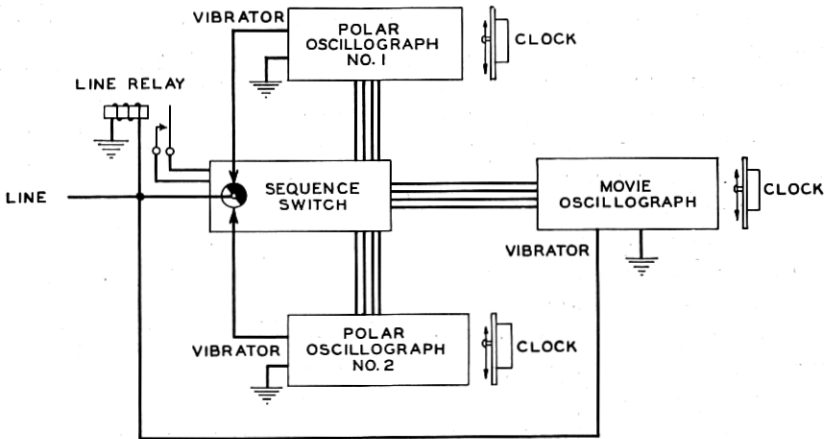 VIBRATOR
POLAR
OSCILLOGRAPH
NO. 1
CLOCK
LINE RELAY
LINE
SEQUENCE
SWITCH
MOVIE
OSCILLOGRAPH
CLOCK
VIBRATOR
VIBRATOR
POLAR
OSCILLOGRAPH
NO. 2
CLOCK